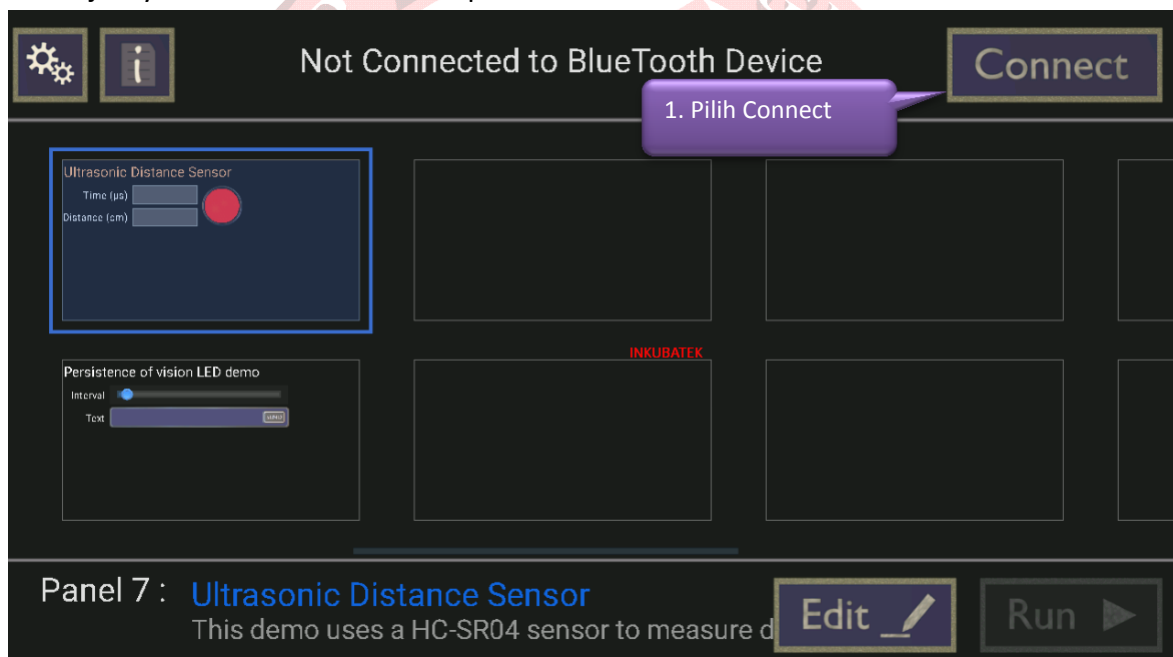 Not Connected to BlueTooth Device
Connect
1. Pilih Connect
Ultrasonic Distance Sensor
Time (µs)
Distance (cm)
INKUBATEK
Persistence of vision LED demo
Interval
Text
Panel 7 :
Ultrasonic Distance Sensor
This demo uses a HC-SR04 sensor to measure d
Edit
Run